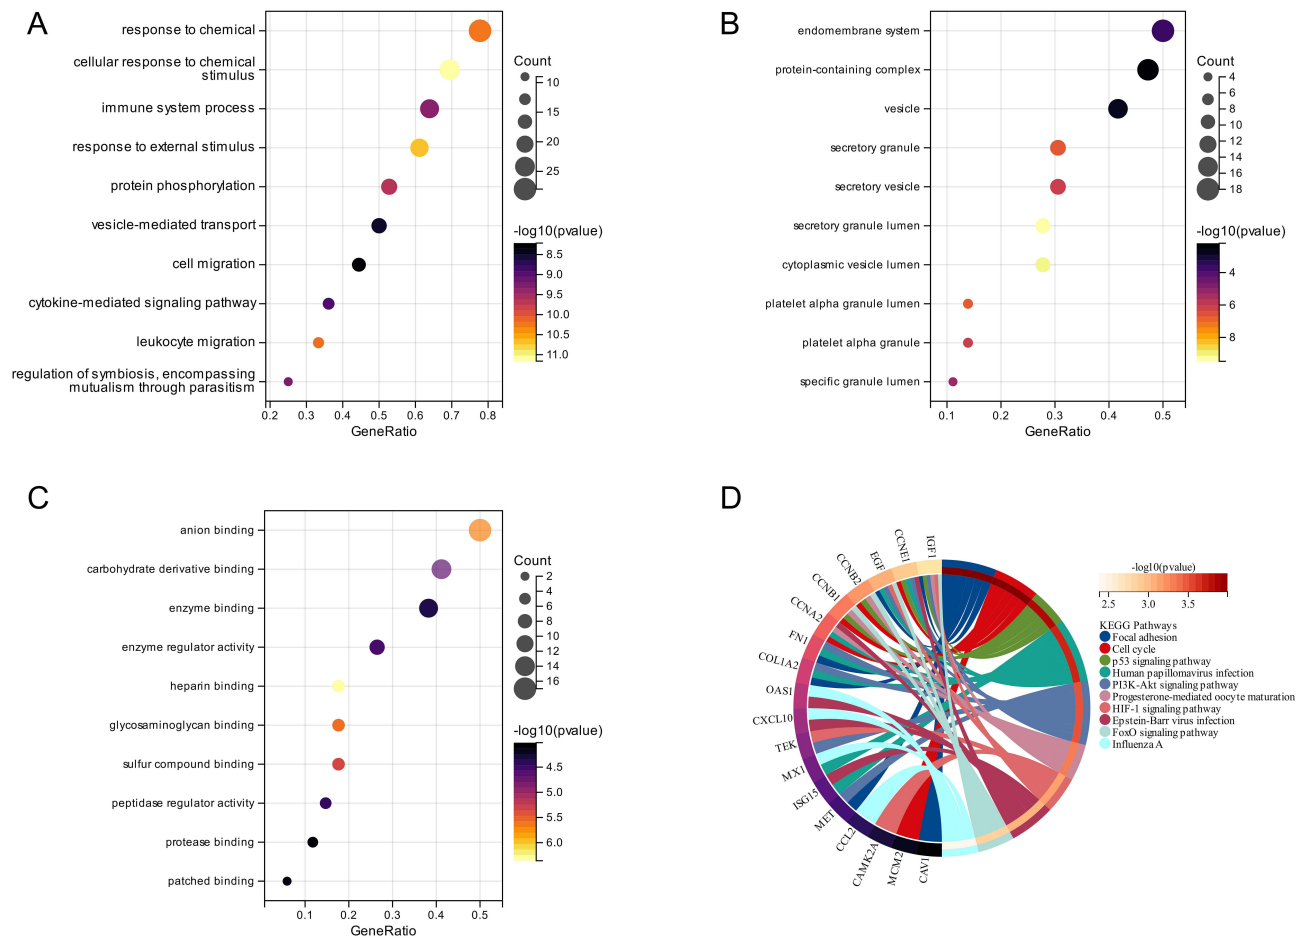 A
response to chemical
cellular response to chemical
stimulus
immune system process
response to external stimulus
protein phosphorylation
vesicle-mediated transport
cell migration
cytokine-mediated signaling pathway
leukocyte migration
regulation of symbiosis, encompassing
mutualism through parasitism
0.2 0.3 0.4 0.5 0.6 0.7 0.8
GeneRatio
Count
10
15
20
25
-log10(pvalue)
8.5
9.0
9.5
10.0
10.5
11.0
B
endomembrane system
protein-containing complex
vesicle
secretory granule
secretory vesicle
secretory granule lumen
cytoplasmic vesicle lumen
platelet alpha granule lumen
platelet alpha granule
specific granule lumen
0.1 0.2 0.3 0.4 0.5
GeneRatio
Count
4
6
8
10
12
14
16
18
-log10(pvalue)
4
6
8
C
anion binding
carbohydrate derivative binding
enzyme binding
enzyme regulator activity
heparin binding
glycosaminoglycan binding
sulfur compound binding
peptidase regulator activity
protease binding
patched binding
0.1 0.2 0.3 0.4 0.5
GeneRatio
Count
2
4
6
8
10
12
14
16
-log10(pvalue)
4.5
5.0
5.5
6.0
D
IGF1
CCNE1
EGF
CCNB2
CCNB1
CCNA2
FN1
COL1A2
OAS1
CXCL10
TEK
MX1
ISG15
MET
CCL2
CAMK2A
MCM2
CAV1
-log10(pvalue)
2.5 3.0 3.5
KEGG Pathways
Focal adhesion
Cell cycle
p53 signaling pathway
Human papillomavirus infection
PI3K-Akt signaling pathway
Progesterone-mediated oocyte maturation
HIF-1 signaling pathway
Epstein-Barr virus infection
FoxO signaling pathway
Influenza A